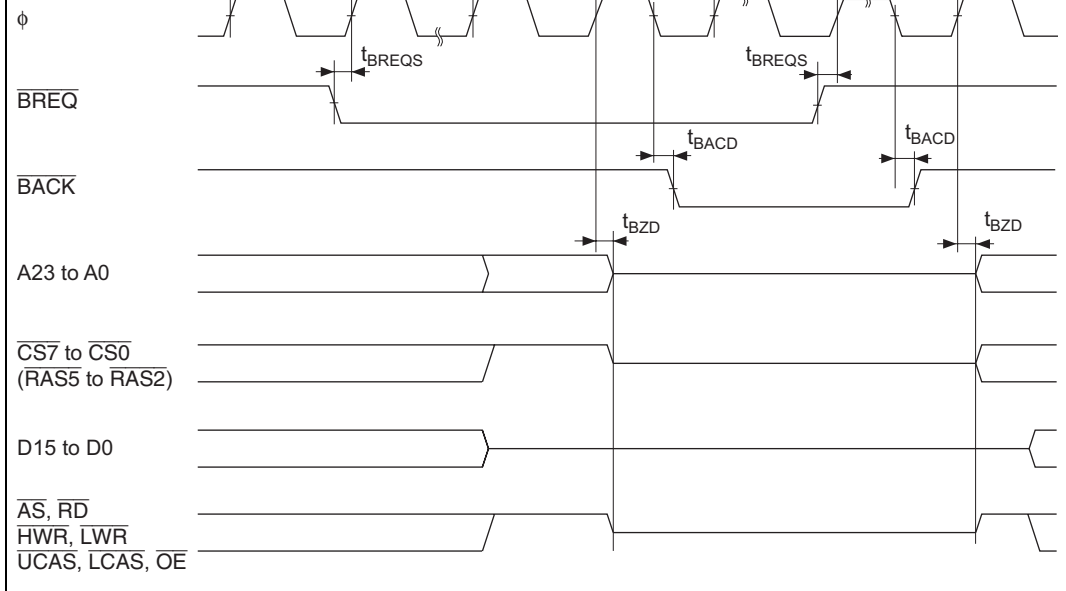 ϕ
tBREQS
tBREQS
BREQ
tBACD
tBACD
BACK
tBZD
tBZD
A23 to A0
CS7 to CS0
(RAS5 to RAS2)
D15 to D0
AS, RD
HWR, LWR
UCAS, LCAS, OE